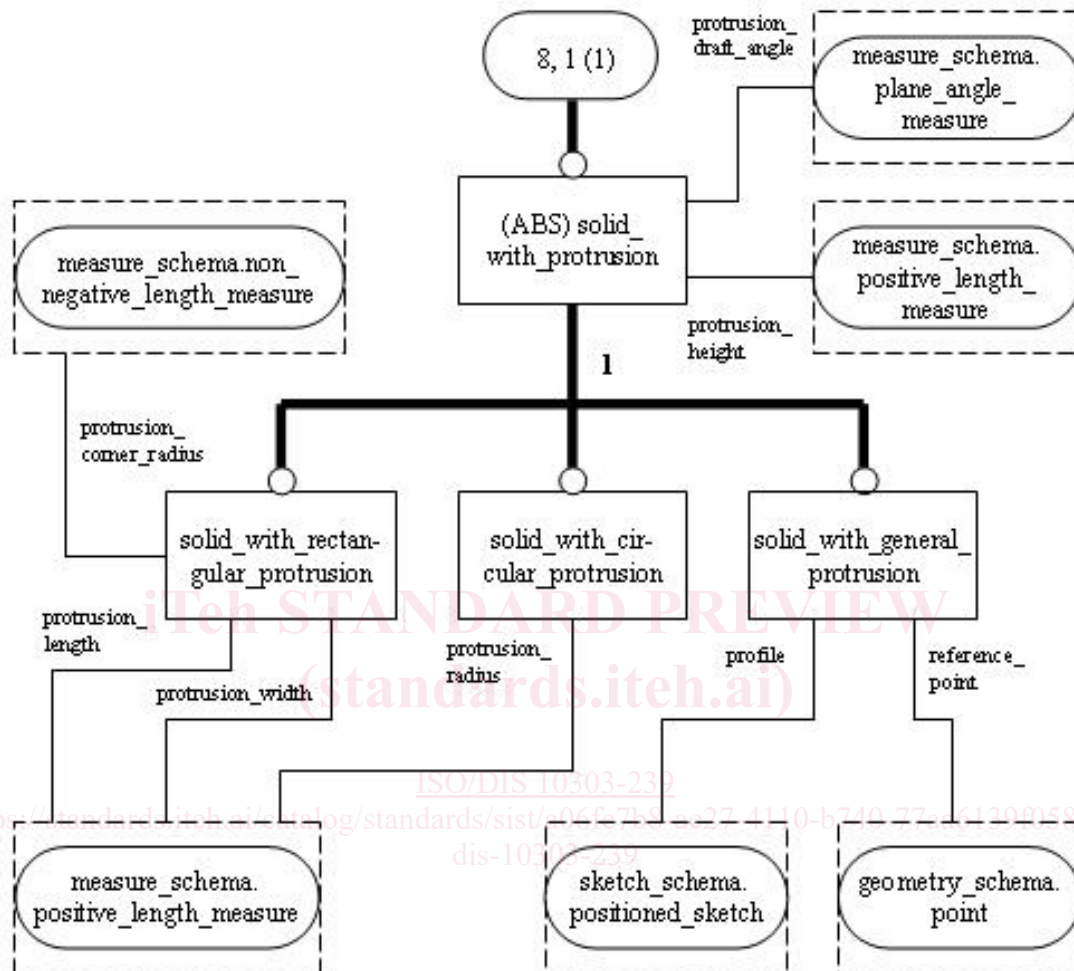 8, 1 (1)
protrusion_
draft_angle
measure_schema.
plane_angle_
measure
(ABS) solid_
with_protrusion
measure_schema.non_
negative_length_measure
measure_schema.
positive_length_
measure
protrusion_
height
1
protrusion_
corner_radius
solid_with_rectan-
gular_protrusion
solid_with_cir-
cular_protrusion
solid_with_general_
protrusion
iTeh STANDARD PREVIEW
(standards.iteh.ai)
protrusion_
length
protrusion_width
protrusion_
radius
profile
reference_
point
ISO/DIS 10303-239
dis-10303-239
measure_schema.
positive_length_measure
sketch_schema.
positioned_sketch
geometry_schema.
point